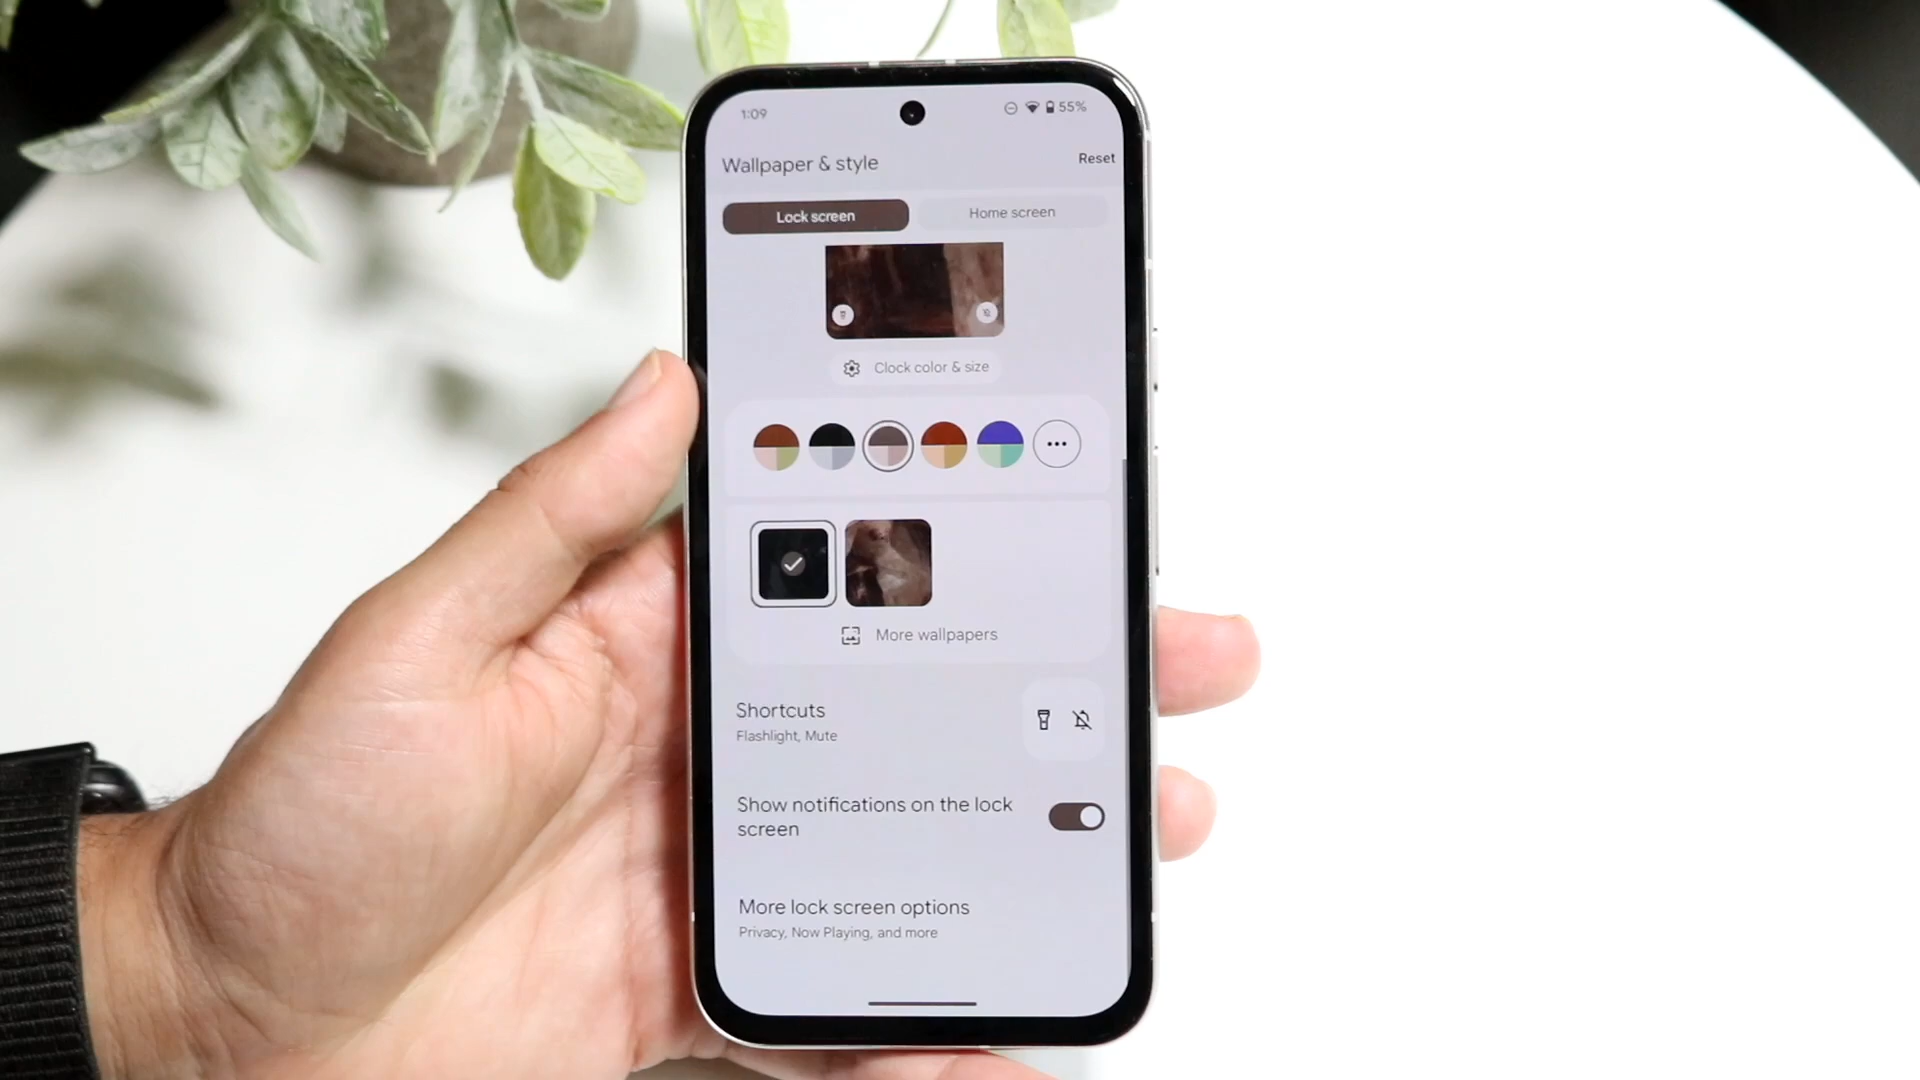 1:09
55%
Wallpaper & style
Reset
Lock screen
Home screen
Clock color & size
More wallpapers
Shortcuts
Flashlight, Mute
Show notifications on the lock
screen
More lock screen options
Privacy, Now Playing, and more